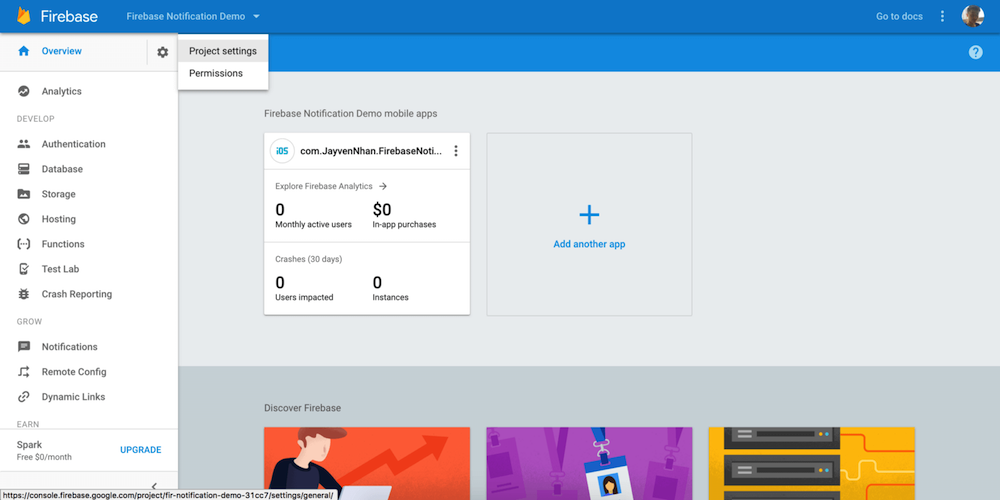 Firebase
Firebase Notification Demo
Go to docs
Overview
Project settings
Permissions
Analytics
DEVELOP
Authentication
Database
Storage
Hosting
Functions
Test Lab
Crash Reporting
GROW
Notifications
Remote Config
Dynamic Links
EARN
Spark
Free $0/month
UPGRADE
Firebase Notification Demo mobile apps
iOS com.JayvenNhan.FirebaseNoti...
Explore Firebase Analytics
0 $0
Monthly active users In-app purchases
Crashes (30 days)
0 0
Users impacted Instances
Add another app
Discover Firebase
https://console.firebase.google.com/project/fir-notification-demo-31cc7/settings/general/